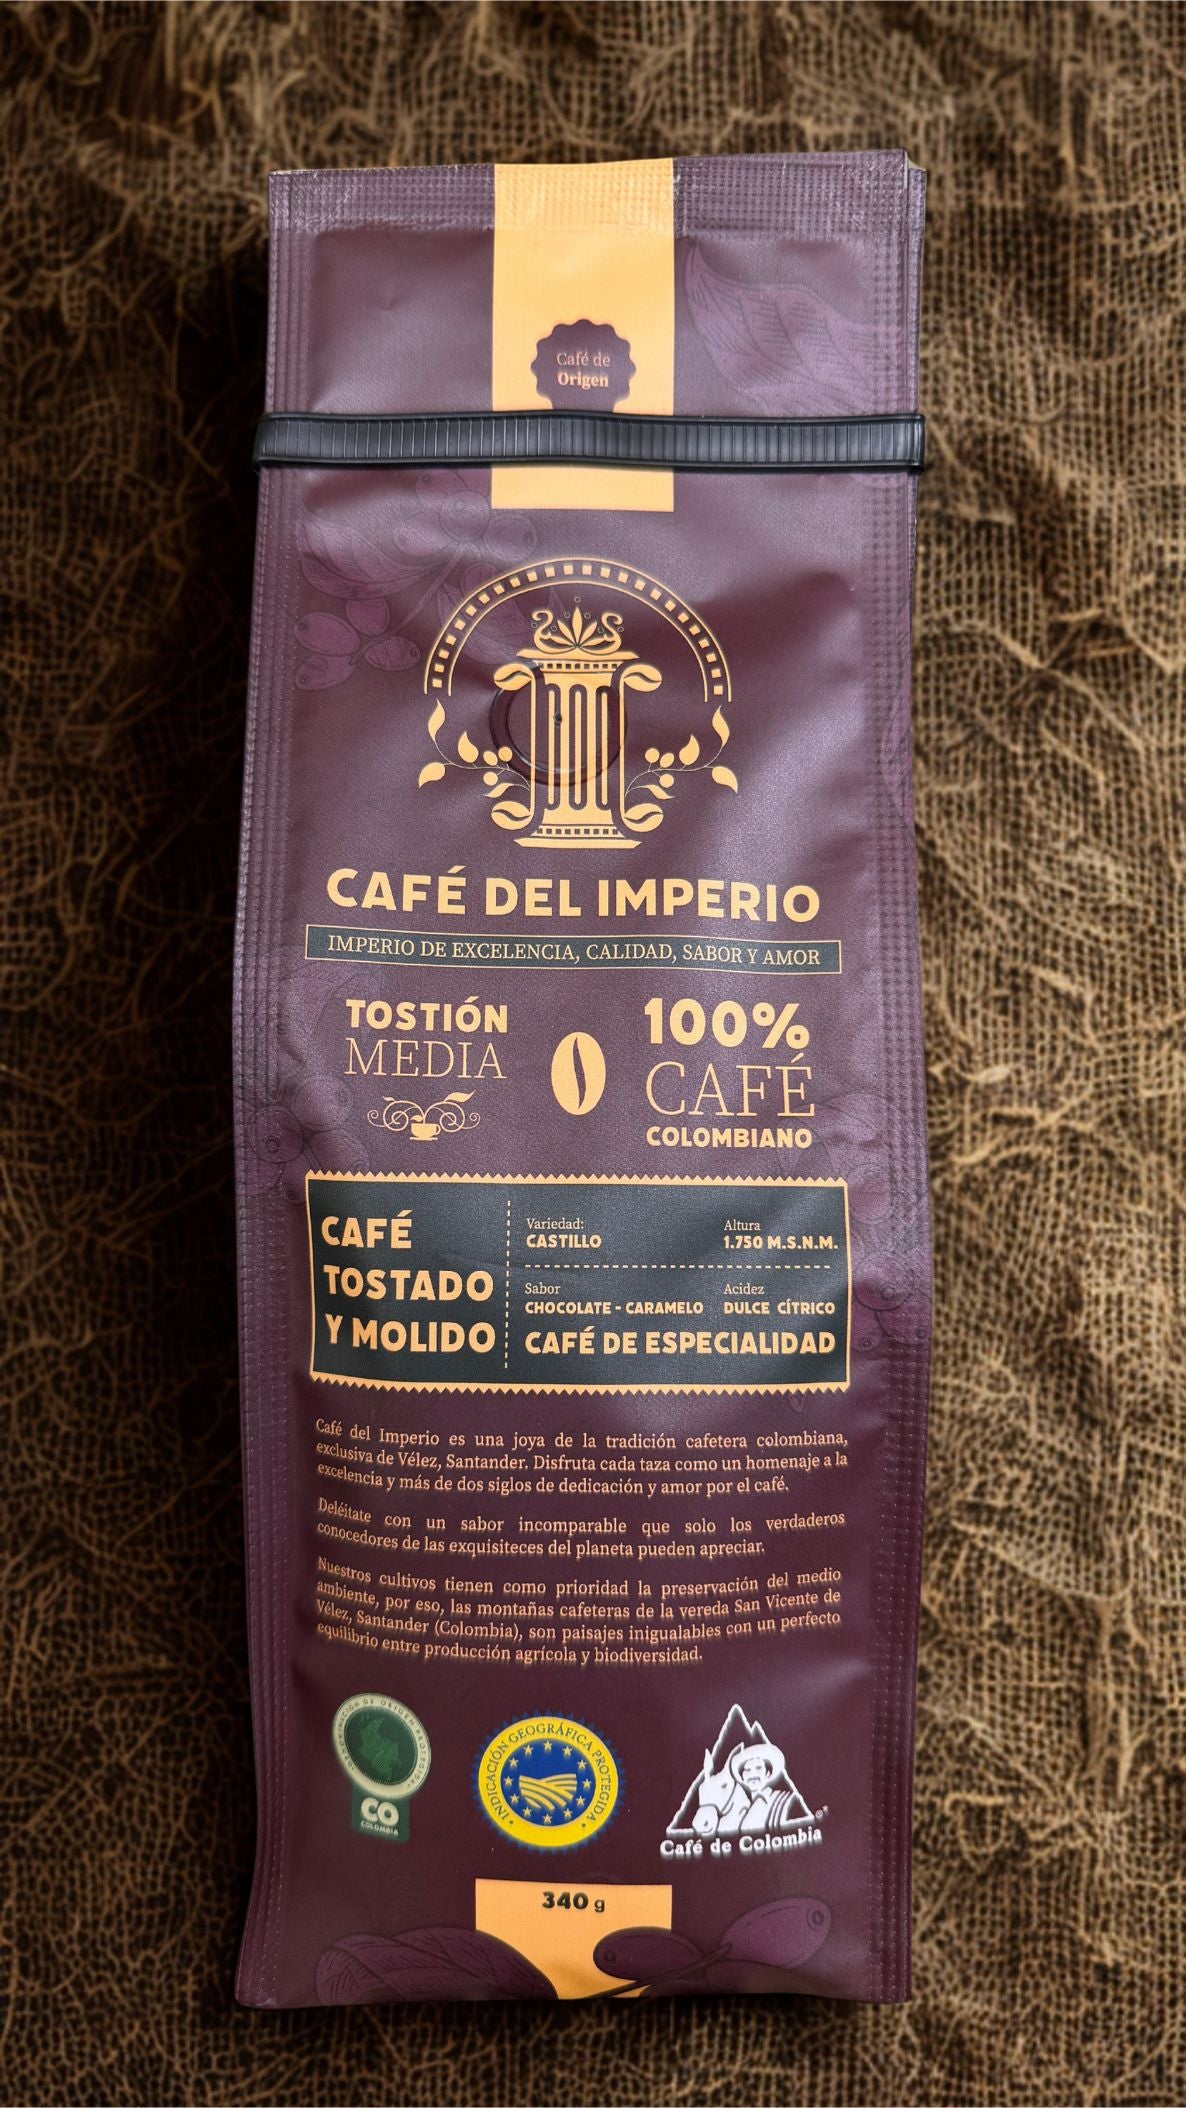 Café de
Origen
CAFÉ DEL IMPERIO
IMPERIO DE EXCELENCIA, CALIDAD, SABOR Y AMOR
TOSTIÓN
MEDIA
100%
CAFÉ
COLOMBIANO
CAFÉ
TOSTADO
Y MOLIDO
Variedad:
CASTILLO
Altura
1.750 M.S.N.M.
Sabor
CHOCOLATE - CARAMELO
Acidez
DULCE CÍTRICO
CAFÉ DE ESPECIALIDAD
Café del Imperio es una joya de la tradición cafetera colombiana,
exclusiva de Vélez, Santander. Disfruta cada taza como un homenaje a la
excelencia y más de dos siglos de dedicación y amor por el café.
Deléitate con un sabor incomparable que solo los verdaderos
conocedores de las exquisiteces del planeta pueden apreciar.
Nuestros cultivos tienen como prioridad la preservación del medio
ambiente, por eso, las montañas cafeteras de la vereda San Vicente de
Vélez, Santander (Colombia), son paisajes inigualables con un perfecto
equilibrio entre producción agrícola y biodiversidad.
DENOMINACIÓN DE ORIGEN PROTEGIDA
CO
COLOMBIA
INDICACIÓN GEOGRÁFICA PROTEGIDA
Café de Colombia
340 g